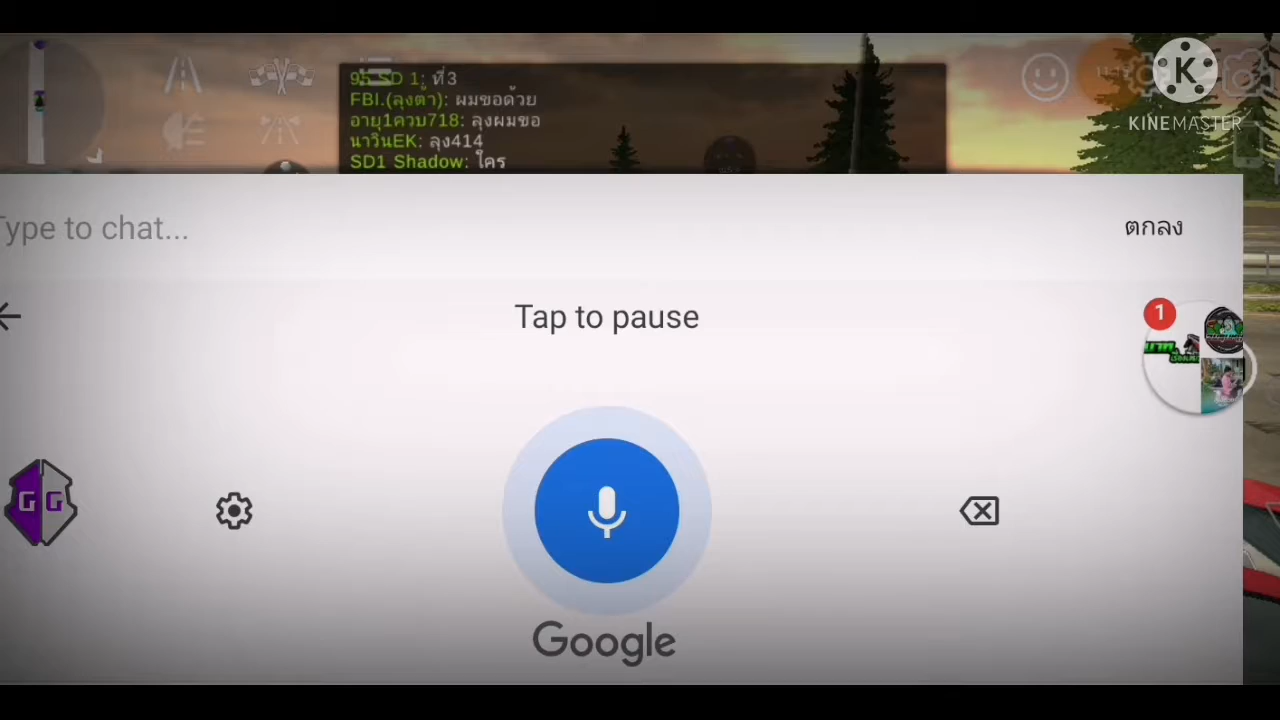 95 SD 1: ที่3
FBI.(ลุงต๋ำ): ผมขอด้วย
อายุ1ควบ718: ลุงผมขอ
นาวินEK: ลุง414
SD1 Shadow: ใคร
K
KINEMASTER
Type to chat...
ตกลง
Tap to pause
1
GG
Google